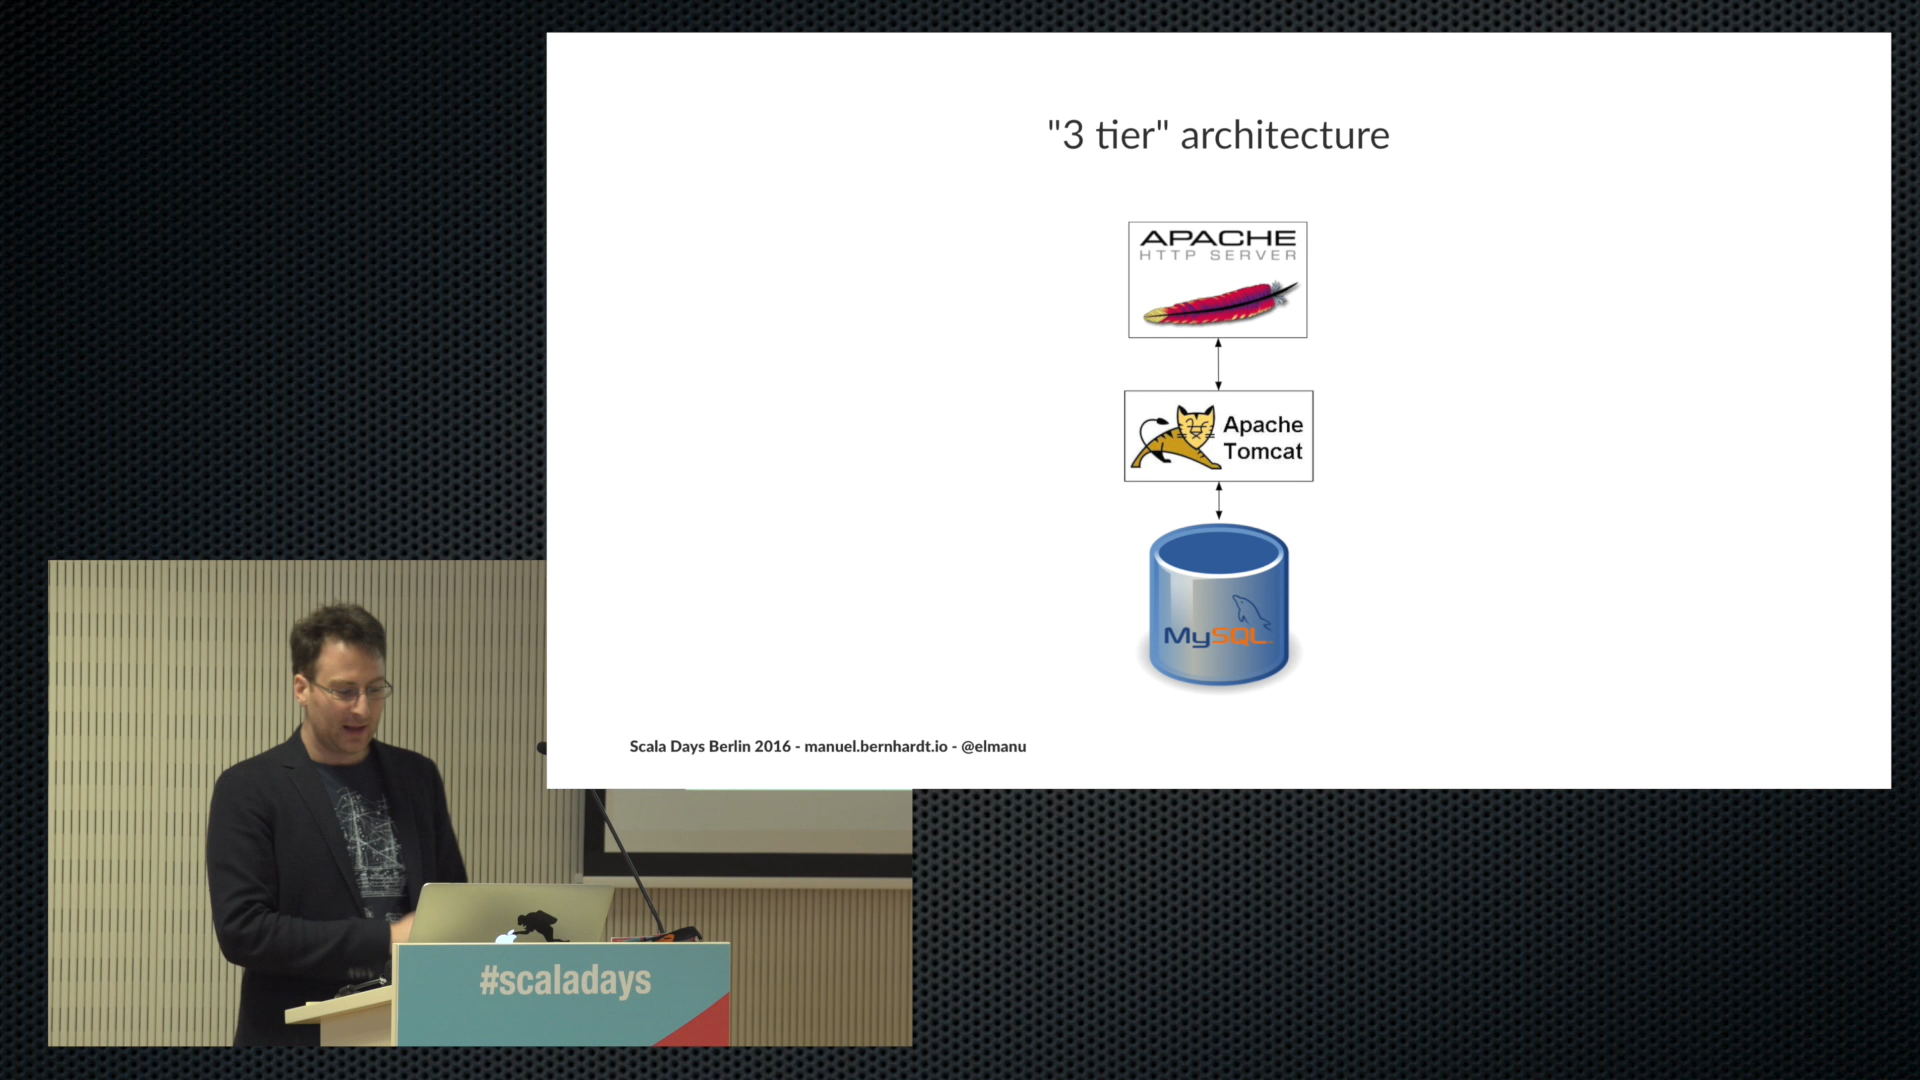 "3 tier" architecture
APACHE
HTTP SERVER
Apache
Tomcat
MySQL
Scala Days Berlin 2016 - manuel.bernhardt.io - @elmanu
#scaladays